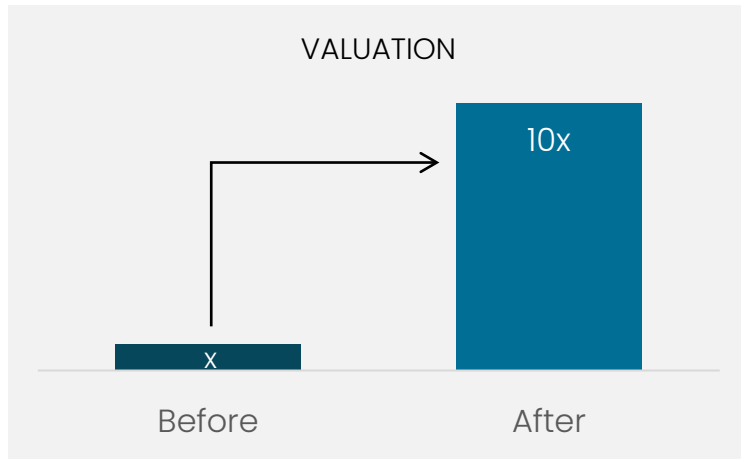 VALUATION
10x
x
Before
After